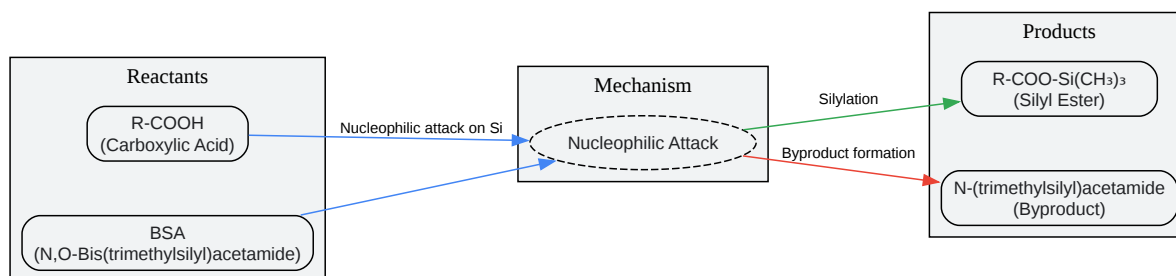 Reactants
R-COOH
(Carboxylic Acid)
BSA
(N,O-Bis(trimethylsilyl)acetamide)
Nucleophilic attack on Si
Mechanism
Nucleophilic Attack
Silylation
Byproduct formation
Products
R-COO-Si(CH₃)₃
(Silyl Ester)
N-(trimethylsilyl)acetamide
(Byproduct)